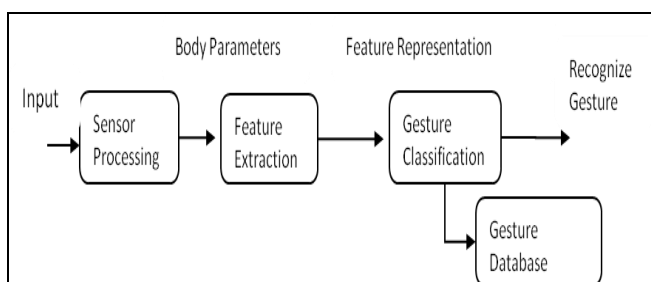 Body Parameters
Feature Representation
Recognize
Gesture
Input
Sensor
Processing
Feature
Extraction
Gesture
Classification
Gesture
Database